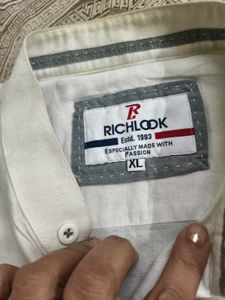 R
RICHLOOK
Estd. 1993
ESPECIALLY MADE WITH
PASSION
XL